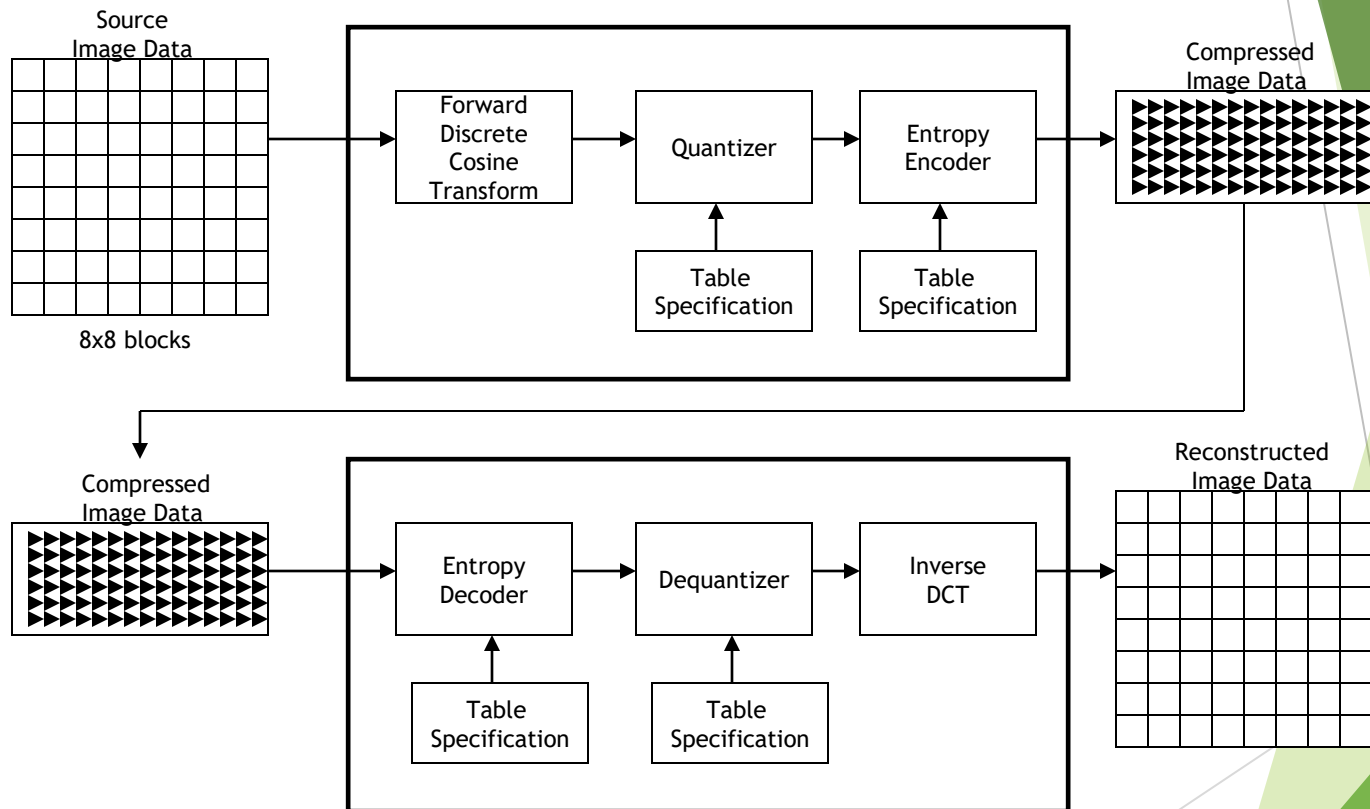 Source
Image Data
8x8 blocks
Forward
Discrete
Cosine
Transform
Quantizer
Entropy
Encoder
Table
Specification
Table
Specification
Compressed
Image Data
Compressed
Image Data
Entropy
Decoder
Dequantizer
Inverse
DCT
Table
Specification
Table
Specification
Reconstructed
Image Data